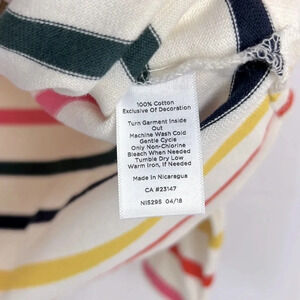 100% Cotton
Exclusive Of Decoration
Turn Garment Inside
Out
Machine Wash Cold
Gentle Cycle
Only Non-Chlorine
Bleach When Needed
Tumble Dry Low
Warm Iron, If Needed
Made In Nicaragua
CA #23147
NI5295 04/18